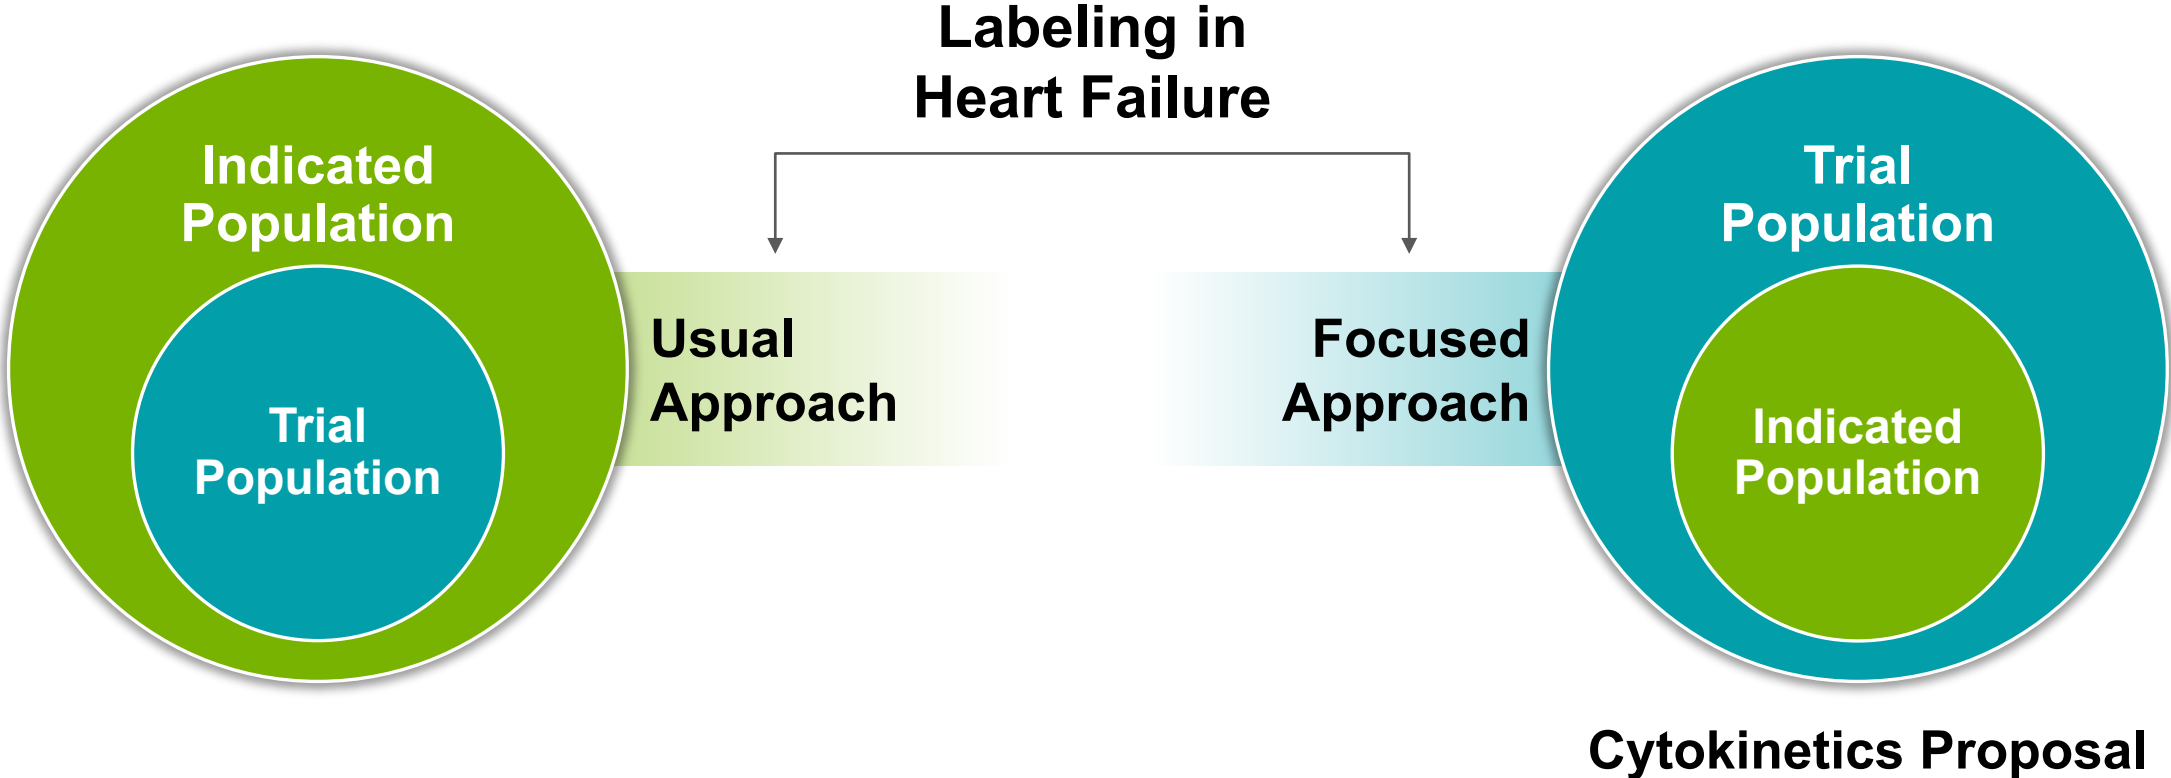 Labeling in
Heart Failure
Indicated
Population
Trial
Population
Usual
Approach
Focused
Approach
Trial
Population
Indicated
Population
Cytokinetics Proposal